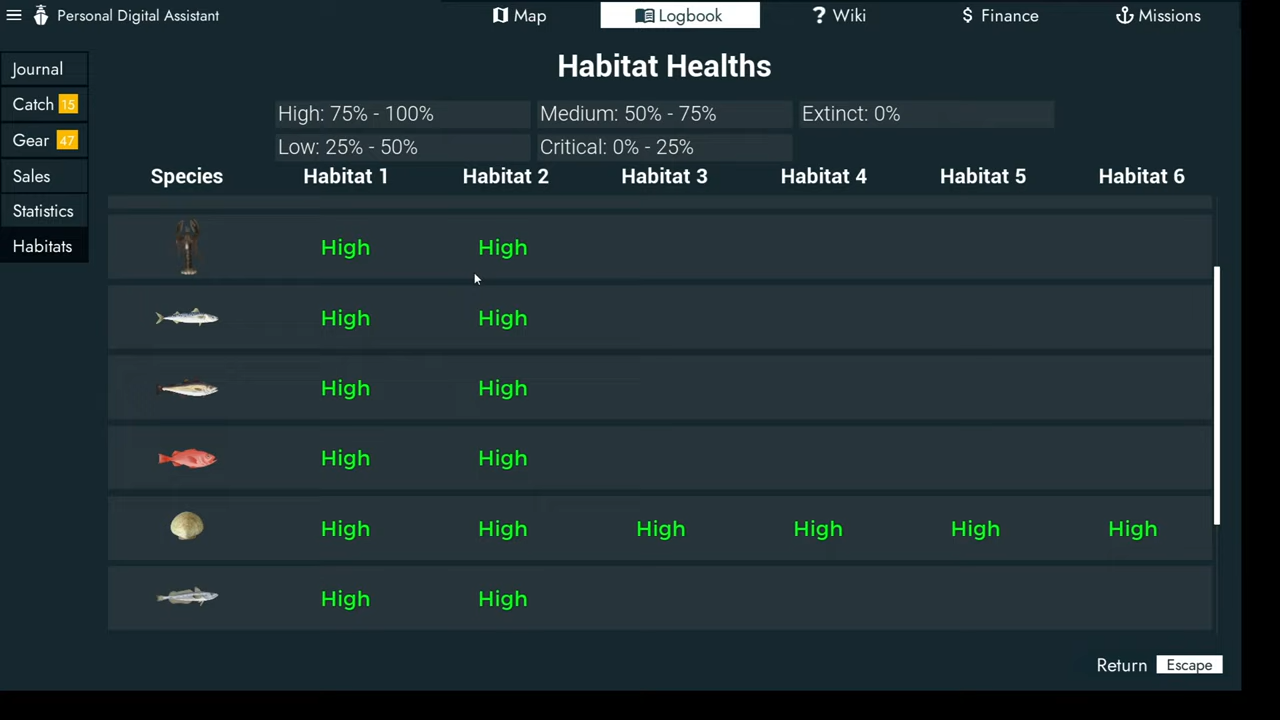 Personal Digital Assistant
Map
Logbook
? Wiki
$ Finance
Missions
Journal
Catch 15
Gear 47
Sales
Statistics
Habitats
Habitat Healths
High: 75% - 100% Medium: 50% - 75% Extinct: 0%
Low: 25% - 50% Critical: 0% - 25%
Species Habitat 1 Habitat 2 Habitat 3 Habitat 4 Habitat 5 Habitat 6
High High
High High
High High
High High
High High High High High High
High High
Return Escape